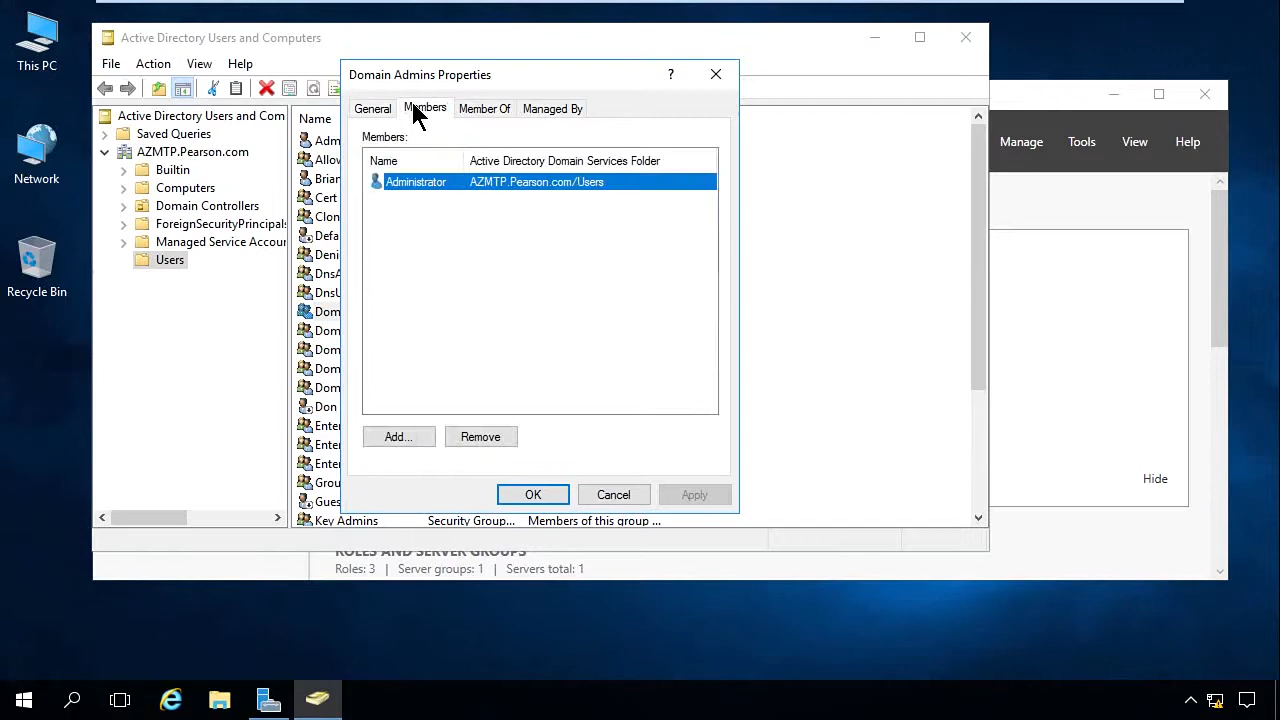 This PC
Network
Recycle Bin
Active Directory Users and Computers
File Action View Help
Active Directory Users and Com
Saved Queries
AZMTP.Pearson.com
Builtin
Computers
Domain Controllers
ForeignSecurityPrincipals
Managed Service Accour
Users
Name
Adm
Allo
Brian
Cert
Clon
Defa
Deni
DnsA
DnsU
Dom
Dom
Dom
Dom
Dom
Don
Enter
Enter
Enter
Grou
Gues
Key Admins Security Group... Members of this group ...
Domain Admins Properties ?
General Members Member Of Managed By
Members:
Name Active Directory Domain Services Folder
Administrator AZMTP.Pearson.com/Users
Add... Remove
OK Cancel Apply
Manage Tools View Help
Hide
ROLES AND SERVER GROUPS
Roles: 3 | Server groups: 1 | Servers total: 1